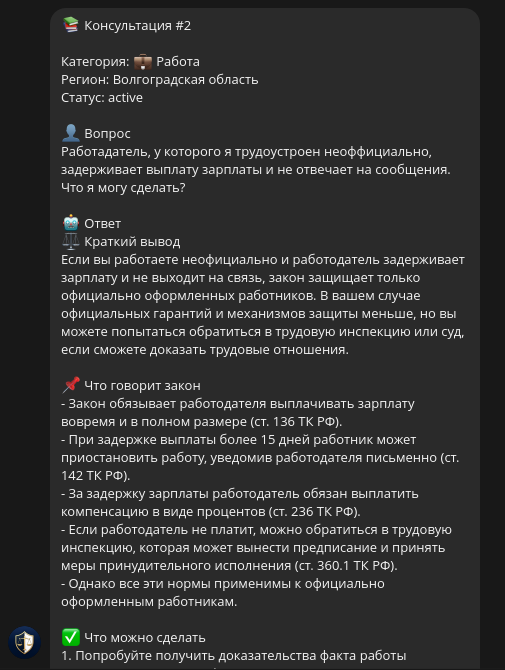 📚 Консультация #2
Категория: 💼 Работа
Регион: Волгоградская область
Статус: active
👤 Вопрос
Работадатель, у которого я трудоустроен неоффициально,
задерживает выплату зарплаты и не отвечает на сообщения.
Что я могу сделать?
🤖 Ответ
⚖️ Краткий вывод
Если вы работаете неофициально и работодатель задерживает
зарплату и не выходит на связь, закон защищает только
официально оформленных работников. В вашем случае
официальных гарантий и механизмов защиты меньше, но вы
можете попытаться обратиться в трудовую инспекцию или суд,
если сможете доказать трудовые отношения.
📌 Что говорит закон
- Закон обязывает работодателя выплачивать зарплату
вовремя и в полном размере (ст. 136 ТК РФ).
- При задержке выплаты более 15 дней работник может
приостановить работу, уведомив работодателя письменно (ст.
142 ТК РФ).
- За задержку зарплаты работодатель обязан выплатить
компенсацию в виде процентов (ст. 236 ТК РФ).
- Если работодатель не платит, можно обратиться в трудовую
инспекцию, которая может вынести предписание и принять
меры принудительного исполнения (ст. 360.1 ТК РФ).
- Однако все эти нормы применимы к официально
оформленным работникам.
✅ Что можно сделать
1. Попробуйте получить доказательства факта работы